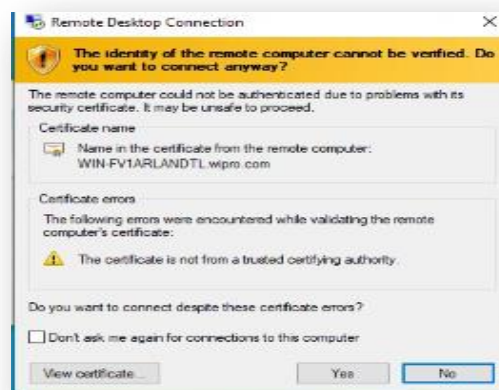 Remote Desktop Connection
The identity of the remote computer cannot be verified. Do
you want to connect anyway?
The remote computer could not be authenticated due to problems with its
security certificate. It may be unsafe to proceed.
Certificate name
Name in the certificate from the remote computer:
WIN-FV1ARLANDTL.wipro.com
Certificate errors
The following errors were encountered while validating the remote
computer's certificate:
The certificate is not from a trusted certifying authority.
Do you want to connect despite these certificate errors?
Don't ask me again for connections to this computer
View certificate...
Yes
No